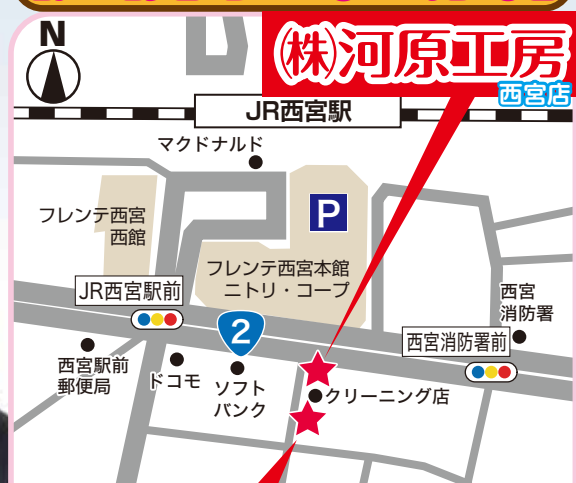 N
㈱河原工房
西宮店
JR西宮駅
マクドナルド
P
フレンテ西宮
西館
フレンテ西宮本館
ニトリ・コープ
JR西宮駅前
2
西宮
消防署
西宮消防署前
西宮駅前
郵便局
ドコモ
ソフト
バンク
クリーニング店